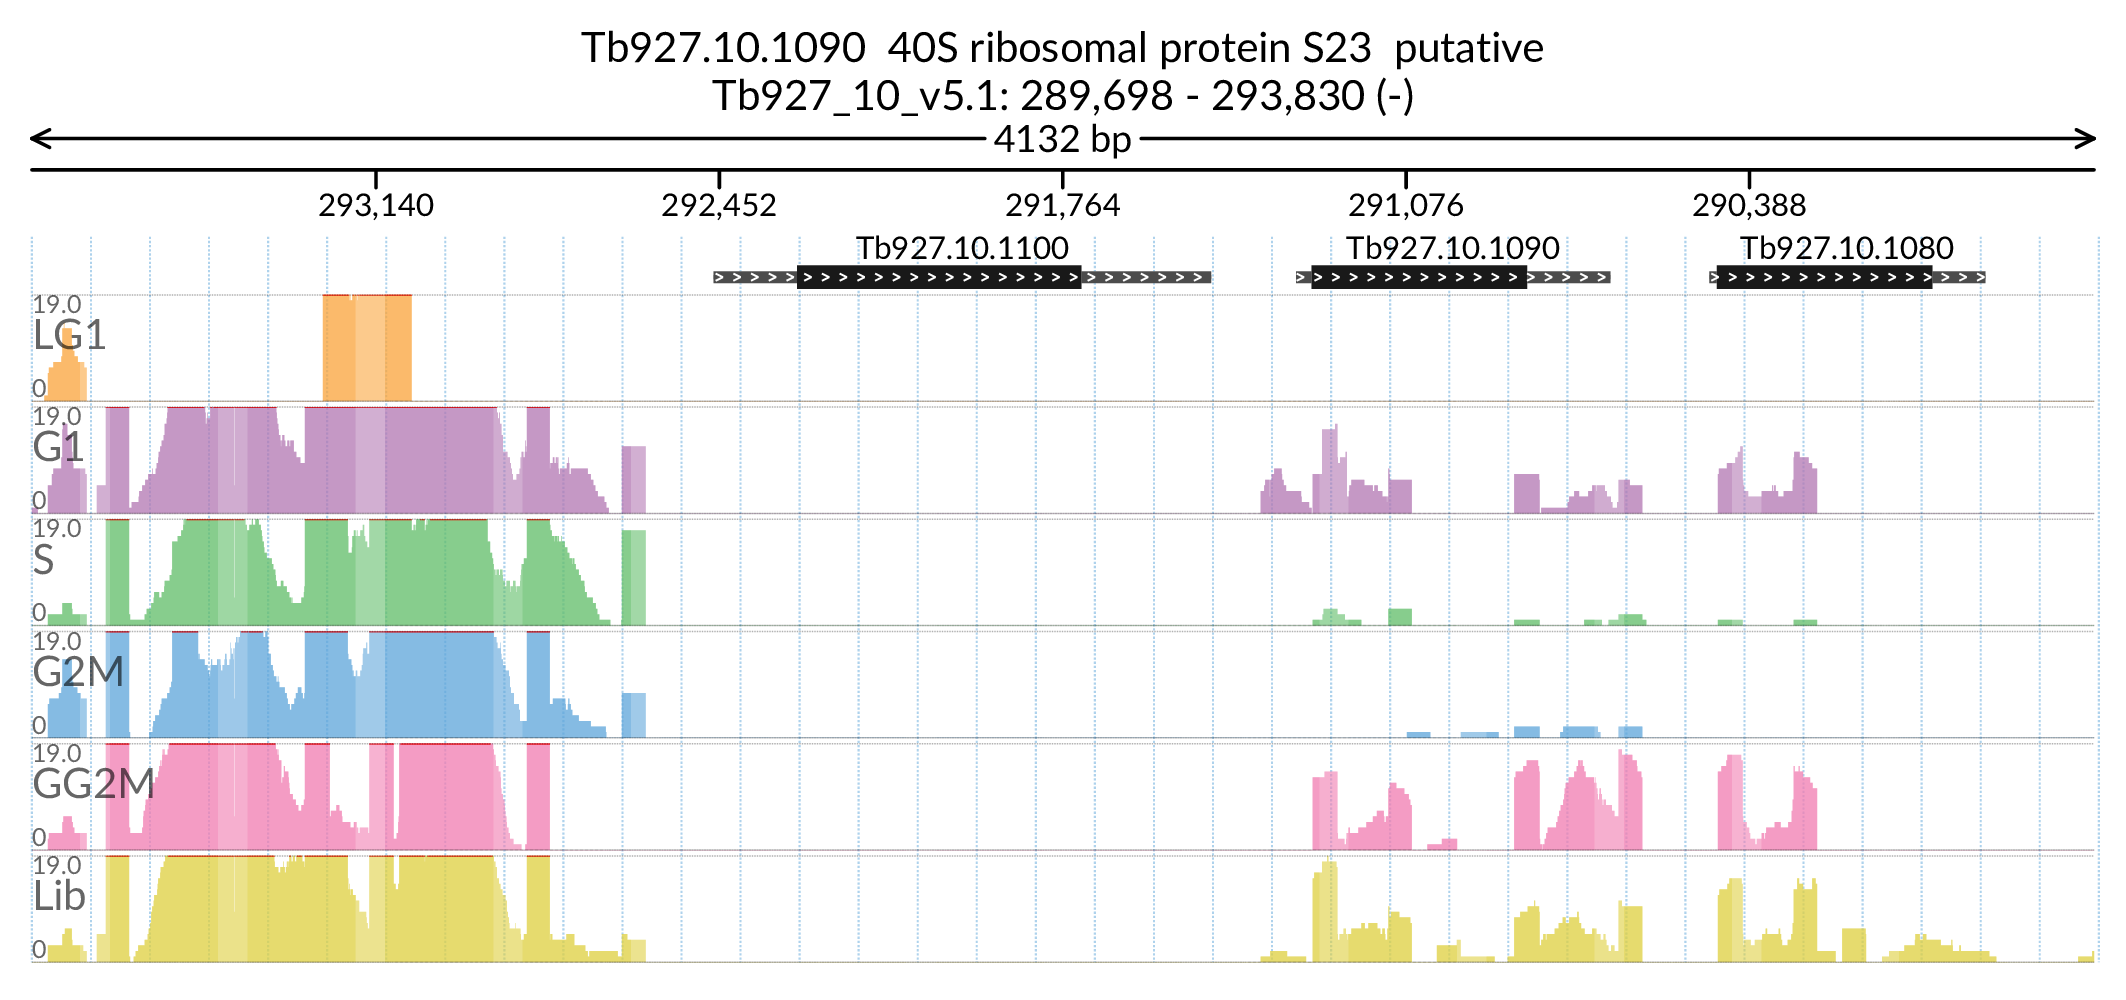 Tb927.10.1090  40S ribosomal protein S23  putative
Tb927_10_v5.1: 289,698 - 293,830 (-)
4132 bp
293,140 292,452 291,764 291,076 290,388
Tb927.10.1100 Tb927.10.1090 Tb927.10.1080
19.0
LG1
0
19.0
G1
0
19.0
S
0
19.0
G2M
0
19.0
GG2M
0
19.0
Lib
0